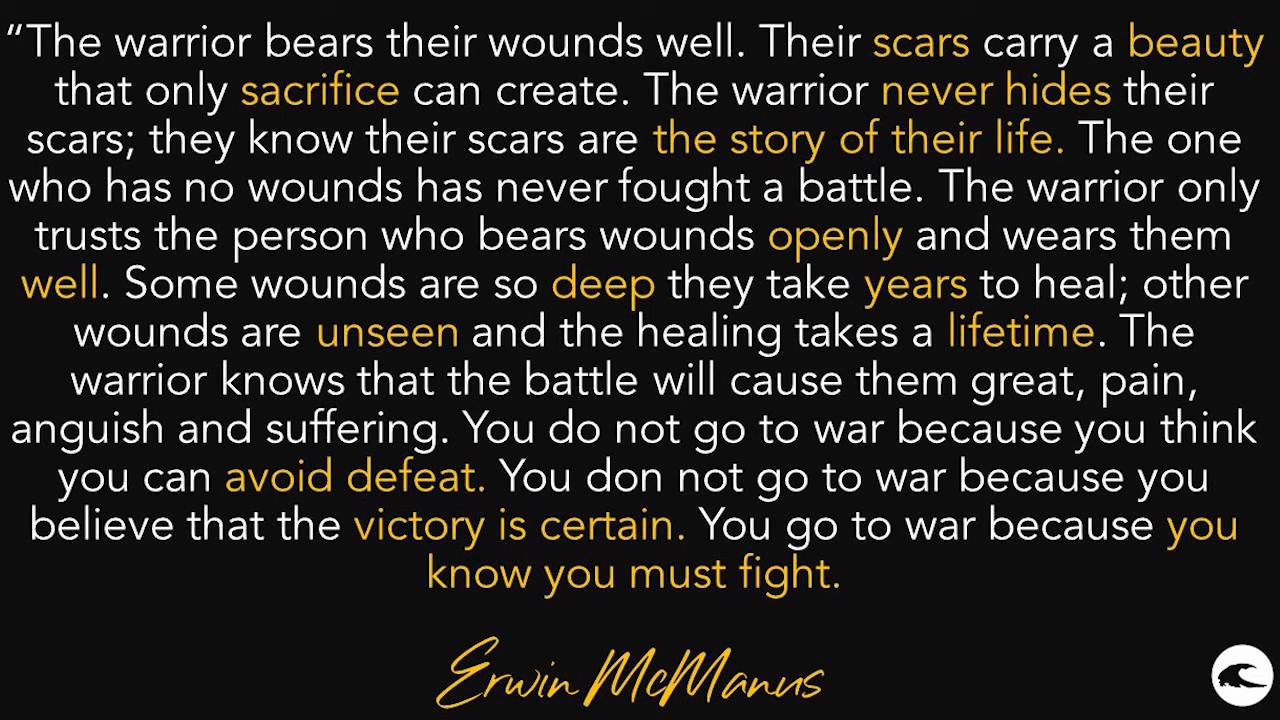 “The warrior bears their wounds well. Their scars carry a beauty
that only sacrifice can create. The warrior never hides their
scars; they know their scars are the story of their life. The one
who has no wounds has never fought a battle. The warrior only
trusts the person who bears wounds openly and wears them
well. Some wounds are so deep they take years to heal; other
wounds are unseen and the healing takes a lifetime. The
warrior knows that the battle will cause them great, pain,
anguish and suffering. You do not go to war because you think
you can avoid defeat. You don not go to war because you
believe that the victory is certain. You go to war because you
know you must fight.
Erwin McManus